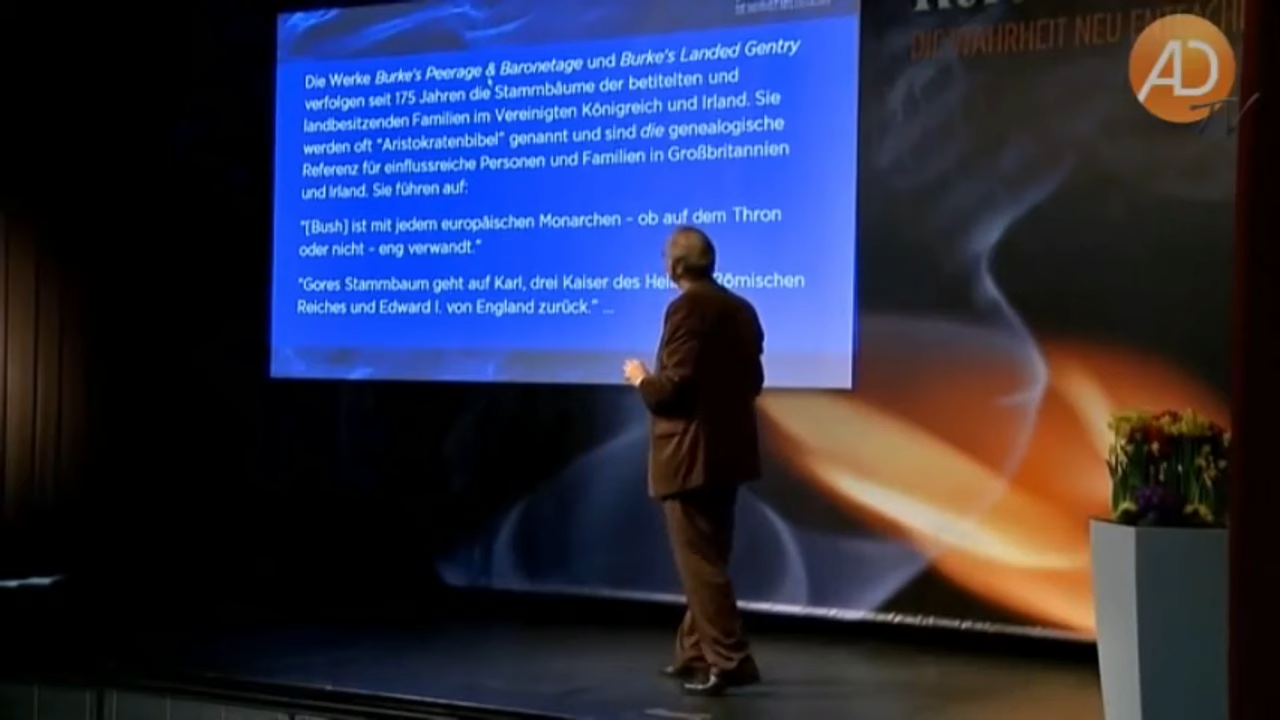 DIE WAHRHEIT NEU ENTFACH
AD
TV
Die Werke Burke's Peerage & Baronetage und Burke's Landed Gentry
verfolgen seit 175 Jahren die Stammbäume der betitelten und
landbesitzenden Familien im Vereinigten Königreich und Irland. Sie
werden oft "Aristokratenbibel" genannt und sind die genealogische
Referenz für einflussreiche Personen und Familien in Großbritannien
und Irland. Sie führen auf:
"[Bush] ist mit jedem europäischen Monarchen - ob auf dem Thron
oder nicht - eng verwandt."
"Gores Stammbaum geht auf Karl, drei Kaiser des Römischen
Reiches und Edward I. von England zurück." ...